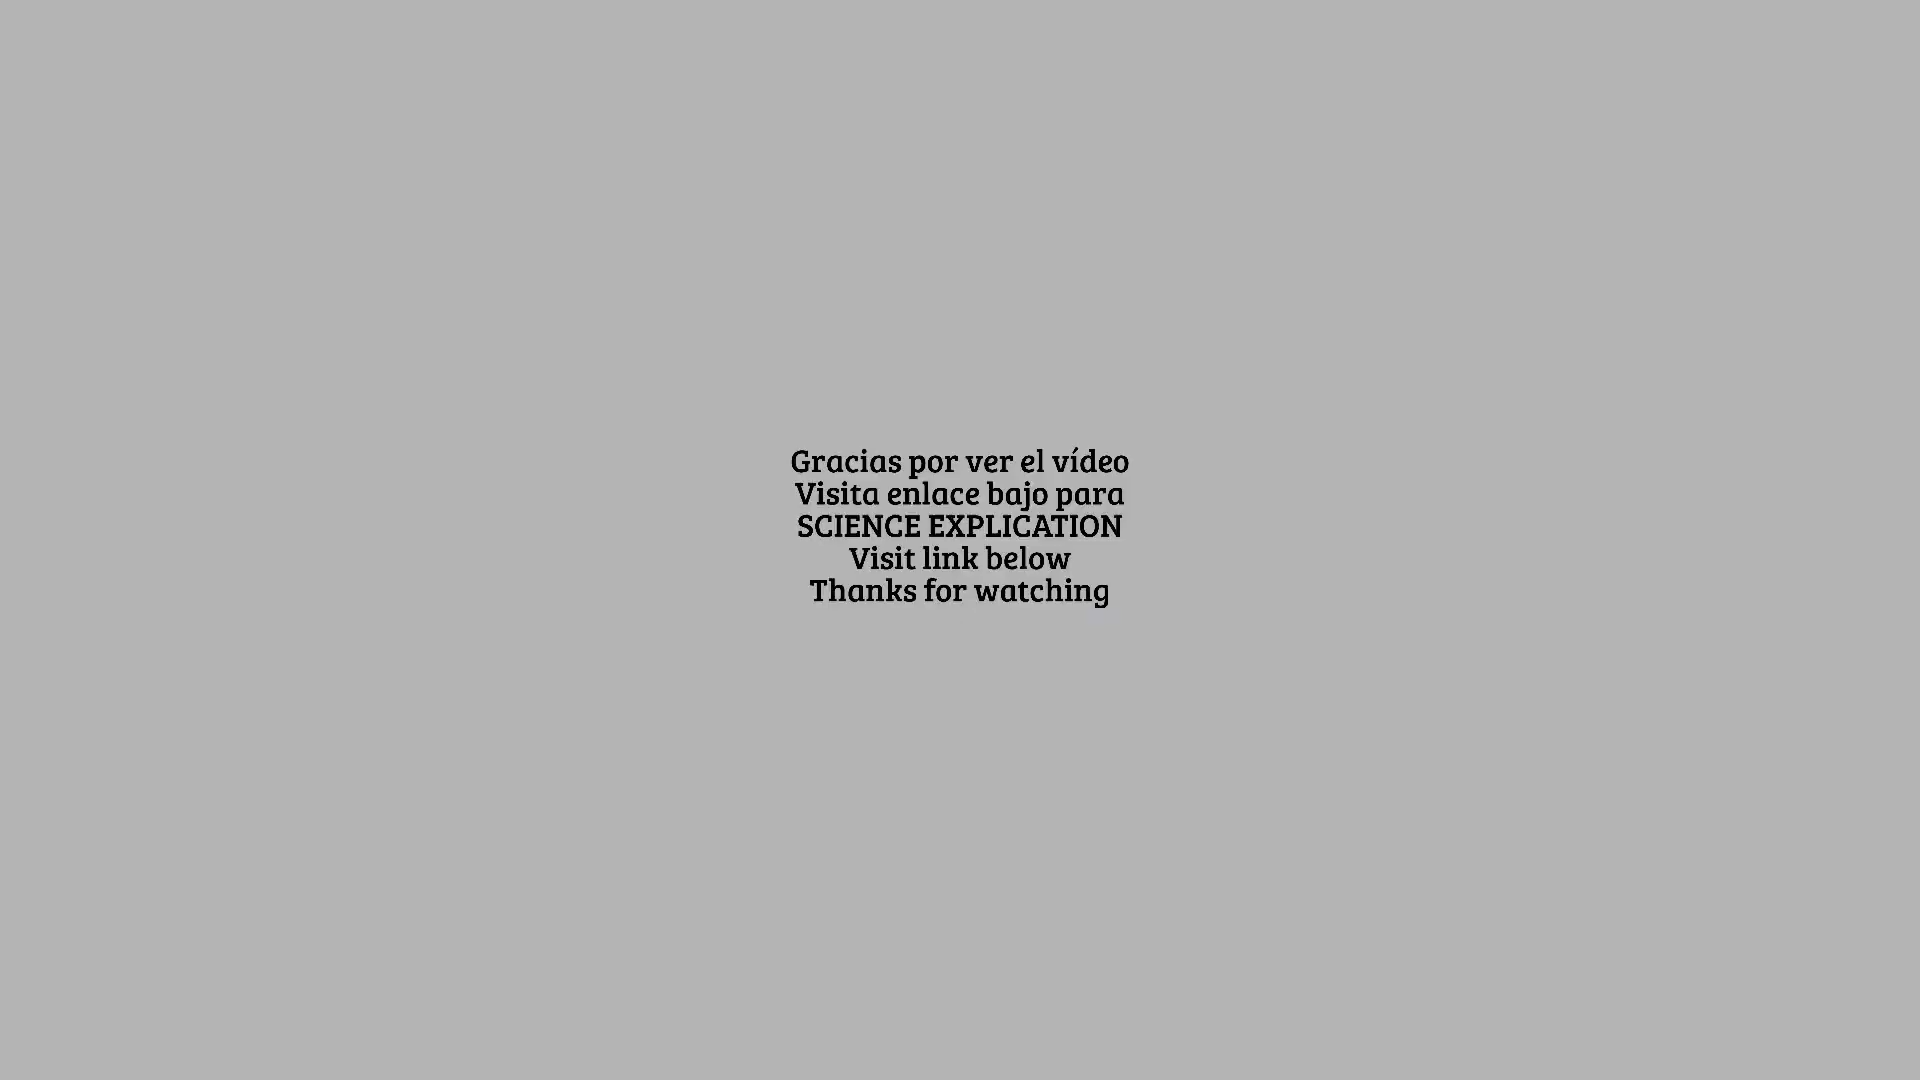 Gracias por ver el vídeo
Visita enlace bajo para
SCIENCE EXPLICATION
Visit link below
Thanks for watching